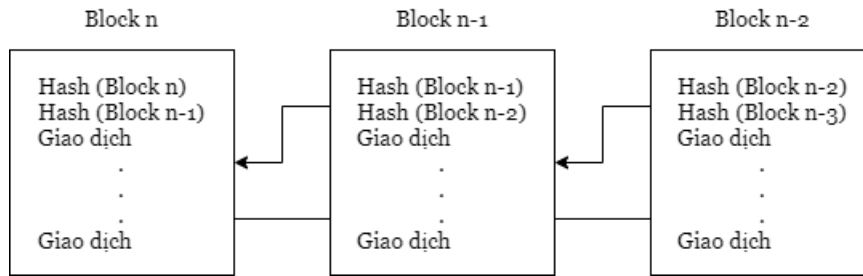 Block n
Block n-1
Block n-2
Hash (Block n)
Hash (Block n-1)
Giao dịch
.
.
.
Giao dịch
Hash (Block n-1)
Hash (Block n-2)
Giao dịch
.
.
.
Giao dịch
Hash (Block n-2)
Hash (Block n-3)
Giao dịch
.
.
.
Giao dịch